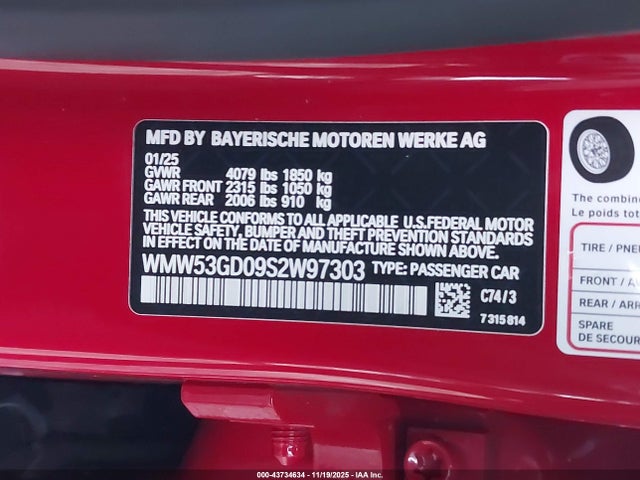 MFD BY BAYERISCHE MOTOREN WERKE AG
01/25
GVWR 4079 lbs 1850 kg
GAWR FRONT 2315 lbs 1050 kg
GAWR REAR 2006 lbs 910 kg
THIS VEHICLE CONFORMS TO ALL APPLICABLE U.S.FEDERAL MOTOR
VEHICLE SAFETY, BUMPER AND THEFT PREVENTION STANDARDS
IN EFFECT ON THE DATE OF MANUFACTURE SHOWN ABOVE.
WMW53GD09S2W97303 TYPE: PASSENGER CAR
C74/3
7315814
The combine
Le poids tot
TIRE / PNE
FRONT / A
REAR / ARR
SPARE
DE SECOUR
000-43734634 - 11/19/2025 - IAA Inc.